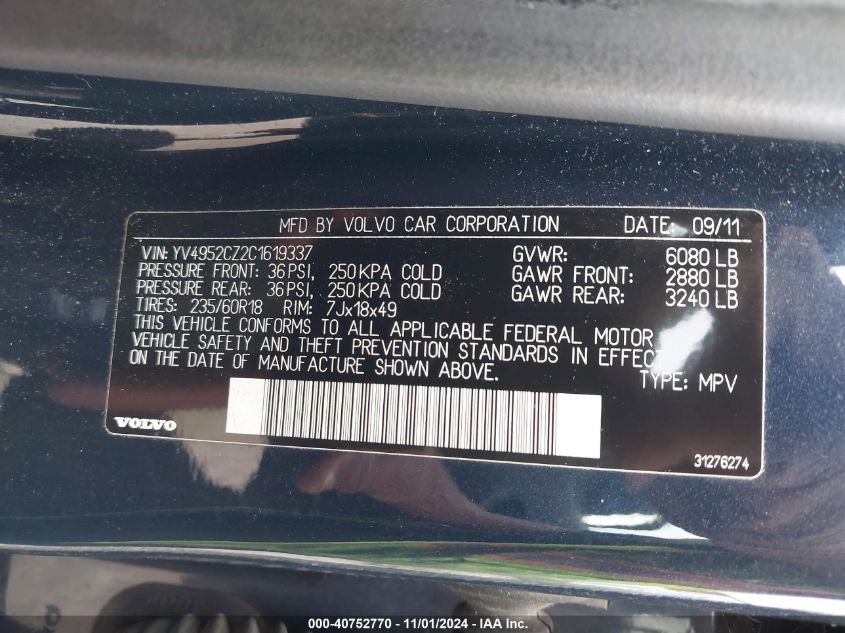 MFD BY VOLVO CAR CORPORATION DATE: 09/11
VIN: YV4952CZ2C1619337 GVWR: 6080 LB
PRESSURE FRONT: 36 PSI, 250 KPA COLD GAWR FRONT: 2880 LB
PRESSURE REAR: 36 PSI, 250 KPA COLD GAWR REAR: 3240 LB
TIRES: 235/60R18 RIM: 7Jx18x49
THIS VEHICLE CONFORMS TO ALL APPLICABLE FEDERAL MOTOR
VEHICLE SAFETY AND THEFT PREVENTION STANDARDS IN EFFECT
ON THE DATE OF MANUFACTURE SHOWN ABOVE.
TYPE: MPV
VOLVO
31276274
000-40752770 - 11/01/2024 - IAA Inc.